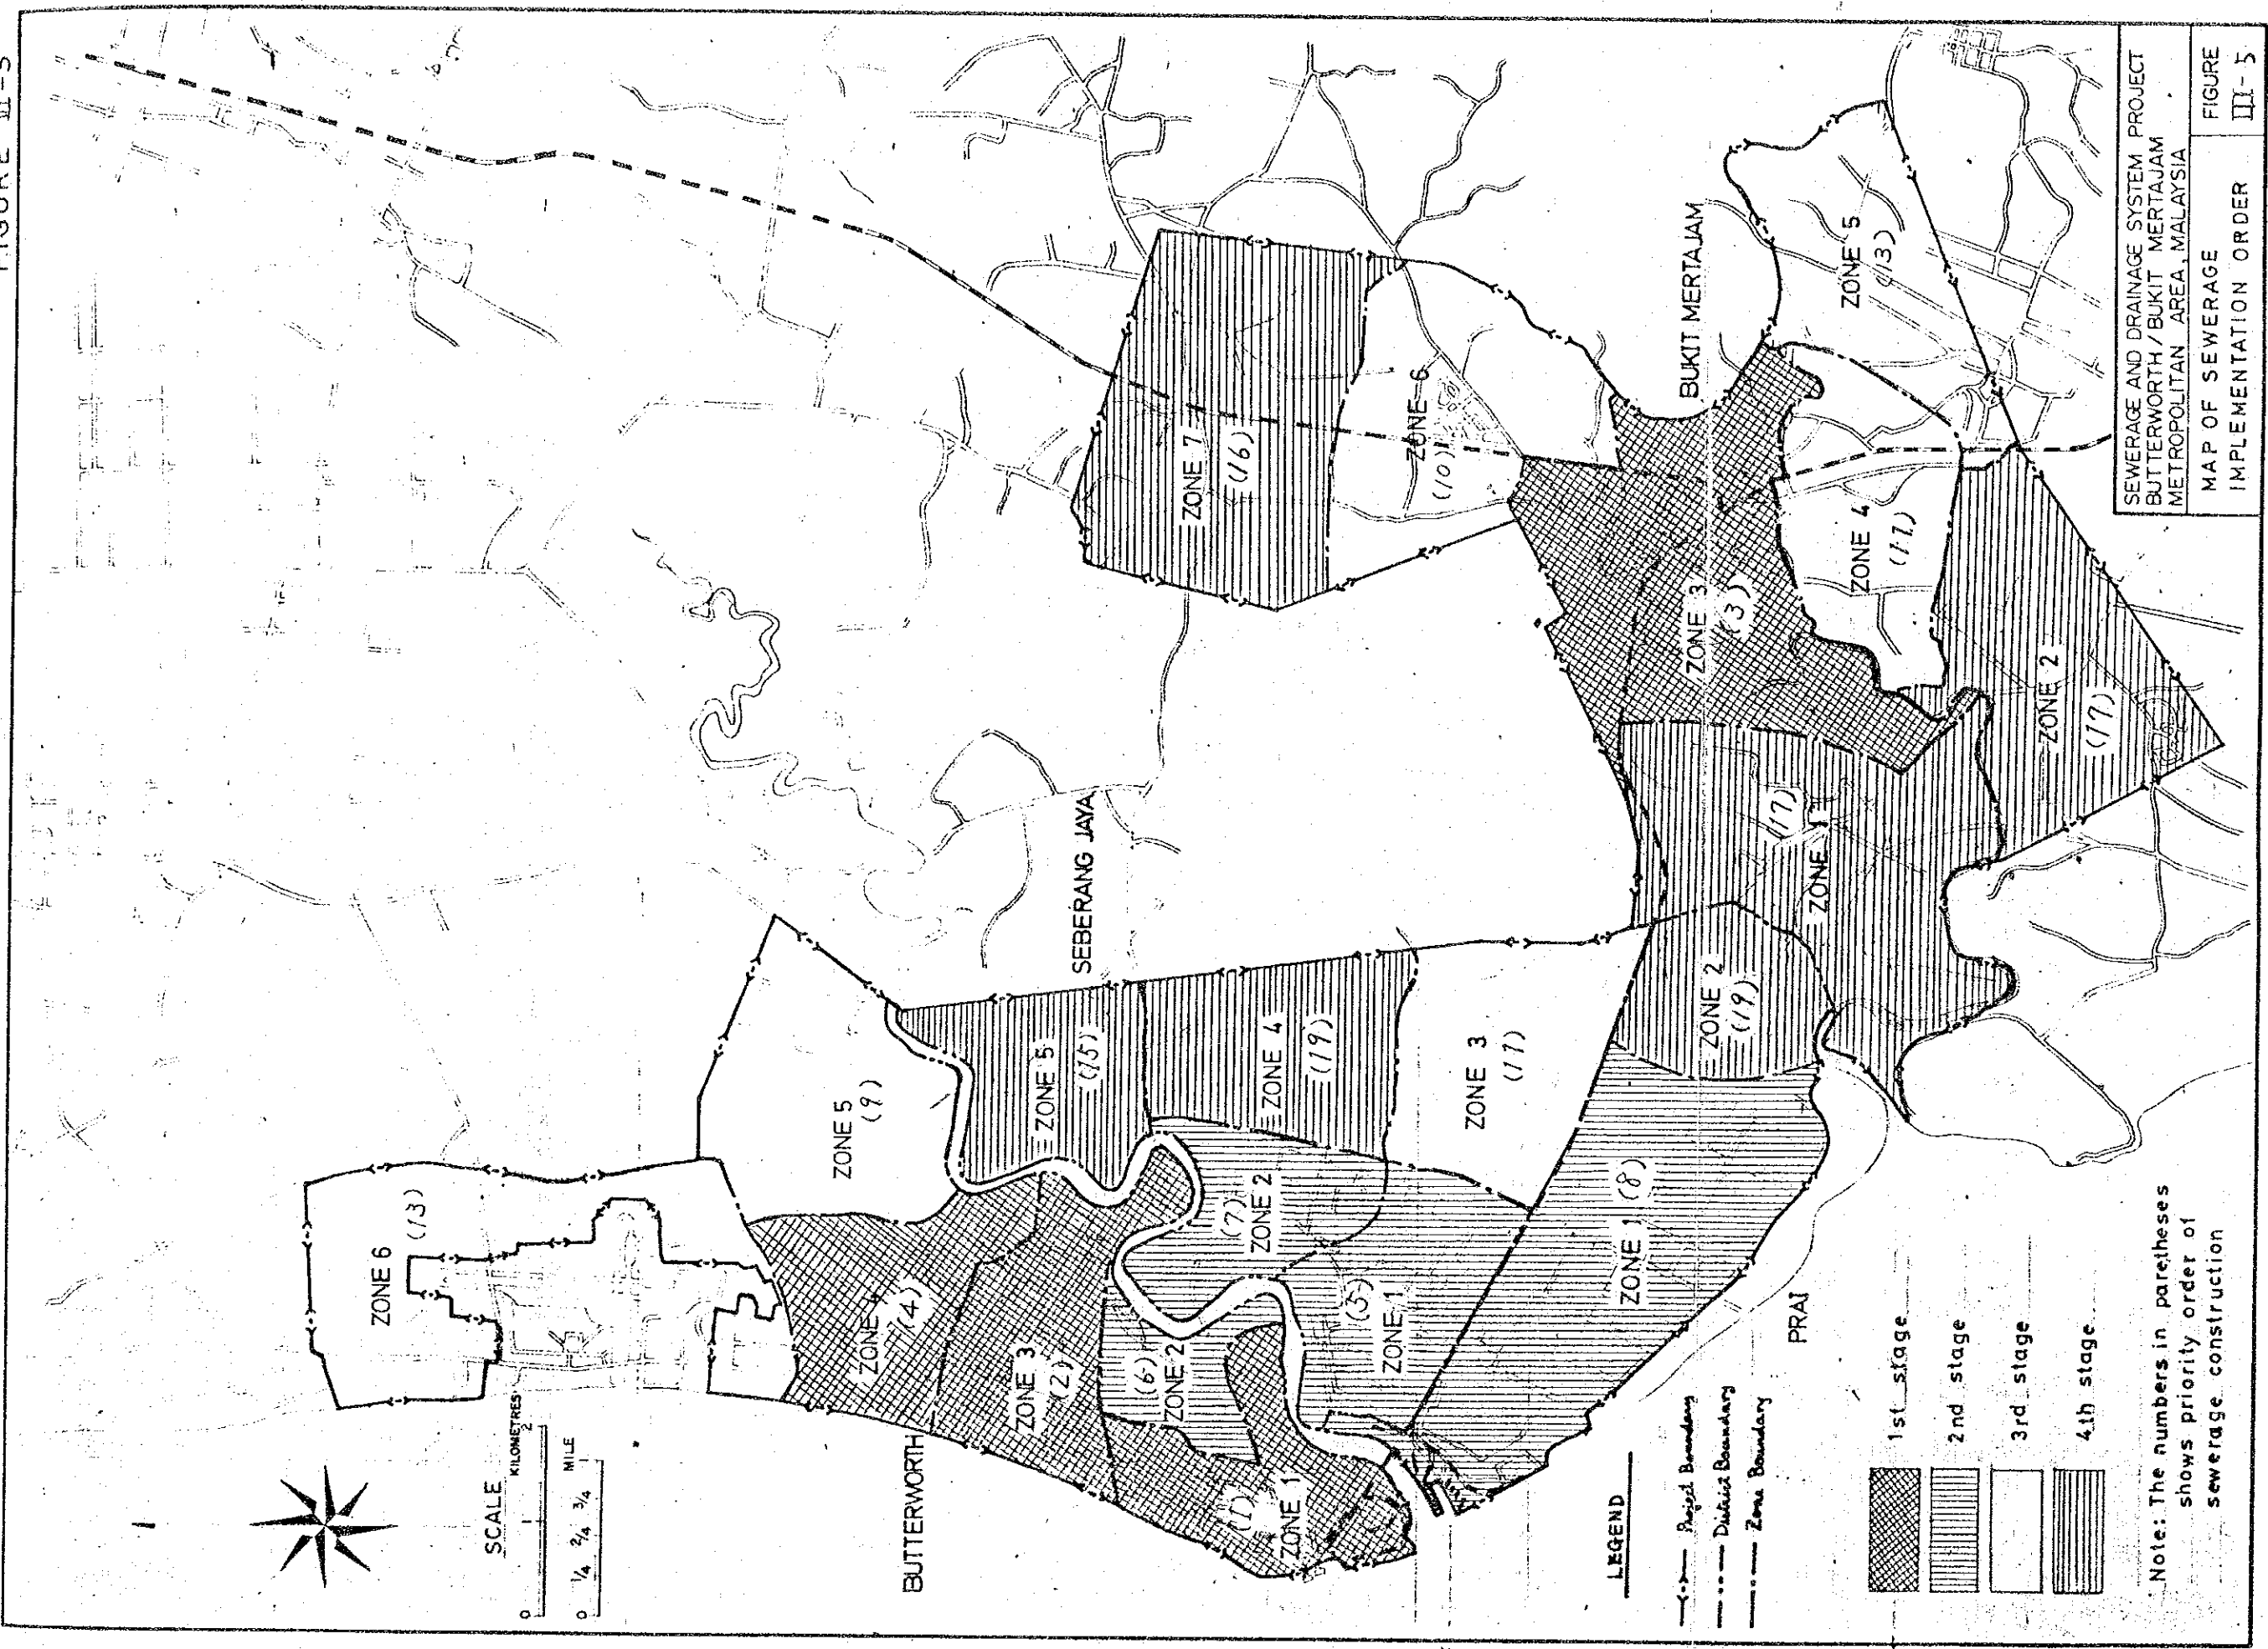 FIGURE III-5
ZONE 6
(13)
ZONE 5
(9)
ZONE 4
(4)
ZONE 3
(2)
ZONE 2
(6)
ZONE 1
(1)
BUTTERWORTH
SEBERANG JAYA
ZONE 5
(15)
ZONE 4
(19)
ZONE 3
(11)
ZONE 2
(7)
ZONE 1
(5)
ZONE 1 (8)
ZONE 2
(19)
PRAI
ZONE 7
(16)
ZONE 6
(10)
BUKIT MERTAJAM
ZONE 5
(13)
ZONE 4
(11)
ZONE 3
(3)
ZONE 2
(17)
ZONE 1
(17)
SCALE
KILOMETRES
0 2
MILE
0 1/4 2/4 3/4 1
LEGEND
Project Boundary
District Boundary
Zone Boundary
1st stage
2nd stage
3rd stage
4th stage
Note: The numbers in paretheses
shows priority order of
sewerage construction
SEWERAGE AND DRAINAGE SYSTEM PROJECT
BUTTERWORTH / BUKIT MERTAJAM
METROPOLITAN AREA, MALAYSIA
MAP OF SEWERAGE
IMPLEMENTATION ORDER
FIGURE
III-5